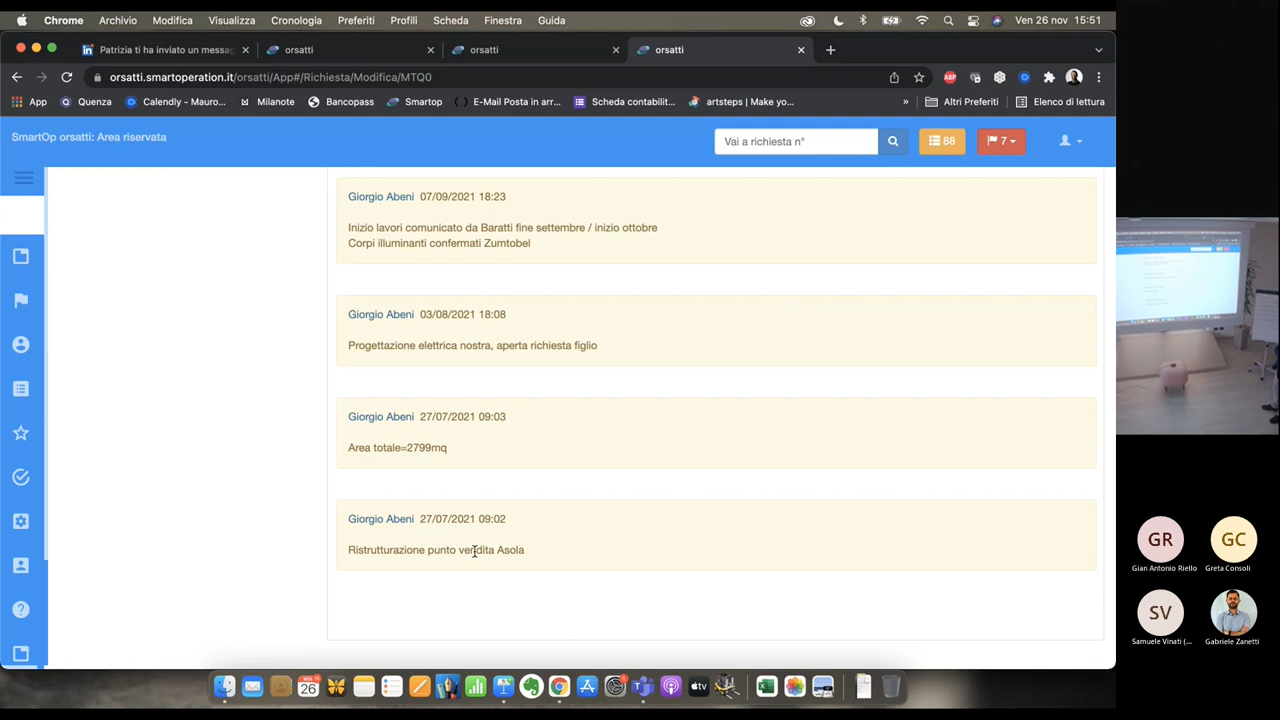 Chrome Archivio Modifica Visualizza Cronologia Preferiti Profili Scheda Finestra Guida
Ven 26 nov 15:51
Patrizia ti ha inviato un messag
orsatti
orsatti
orsatti
orsatti.smartoperation.it/orsatti/App#/Richiesta/Modifica/MTQ0
App Quenza Calendly - Mauro... Milanote Bancopass Smartop E-Mail Posta in arr... Scheda contabilit... artsteps | Make yo... » Altri Preferiti Elenco di lettura
SmartOp orsatti: Area riservata
Vai a richiesta n°
88
7
Giorgio Abeni 07/09/2021 18:23
Inizio lavori comunicato da Baratti fine settembre / inizio ottobre
Corpi illuminanti confermati Zumtobel
Giorgio Abeni 03/08/2021 18:08
Progettazione elettrica nostra, aperta richiesta figlio
Giorgio Abeni 27/07/2021 09:03
Area totale=2799mq
Giorgio Abeni 27/07/2021 09:02
Ristrutturazione punto vendita Asola
GR
GC
Gian Antonio Riello
Greta Consoli
SV
Samuele Vinati (...
Gabriele Zanetti
26
tv